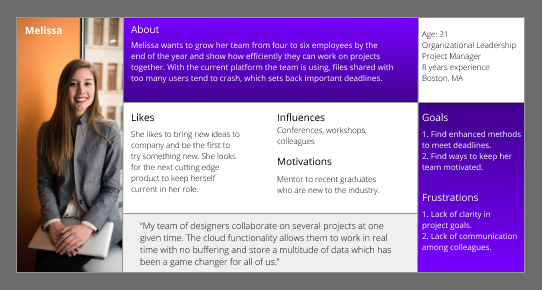 Melissa
About
Melissa wants to grow her team from four to six employees by the
end of the year and show how efficiently they can work on projects
together. With the current platform the team is using, files shared with
too many users tend to crash, which sets back important deadlines.
Age: 31
Organizational Leadership
Project Manager
8 years experience
Boston, MA
Likes
She likes to bring new ideas to
company and be the first to
try something new. She looks
for the next cutting edge
product to keep herself
current in her role.
Influences
Conferences, workshops,
colleagues
Motivations
Mentor to recent graduates
who are new to the industry.
Goals
1. Find enhanced methods
to meet deadlines.
2. Find ways to keep her
team motivated.
Frustrations
1. Lack of clarity in
project goals.
2. Lack of communication
among colleagues.
“My team of designers collaborate on several projects at one
given time. The cloud functionality allows them to work in real
time with no buffering and store a multitude of data which has
been a game changer for all of us.”